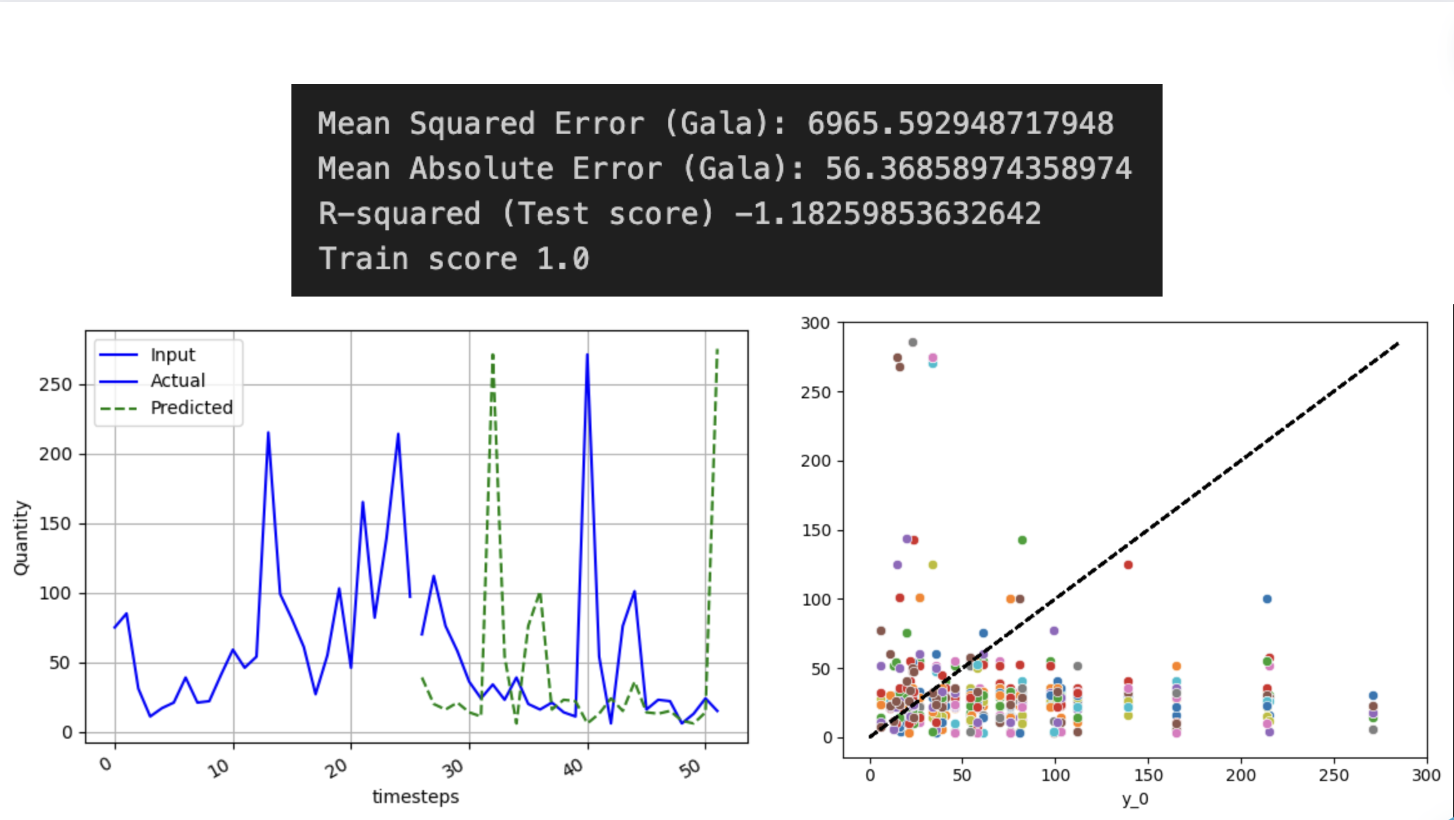 Mean Squared Error (Gala): 6965.592948717948
Mean Absolute Error (Gala): 56.36858974358974
R-squared (Test score) -1.18259853632642
Train score 1.0
Input
Actual
Predicted
250
200
150
100
50
0
Quantity
0
10
20
30
40
50
timesteps
300
250
200
150
100
50
0
0
50
100
150
200
250
300
y_0